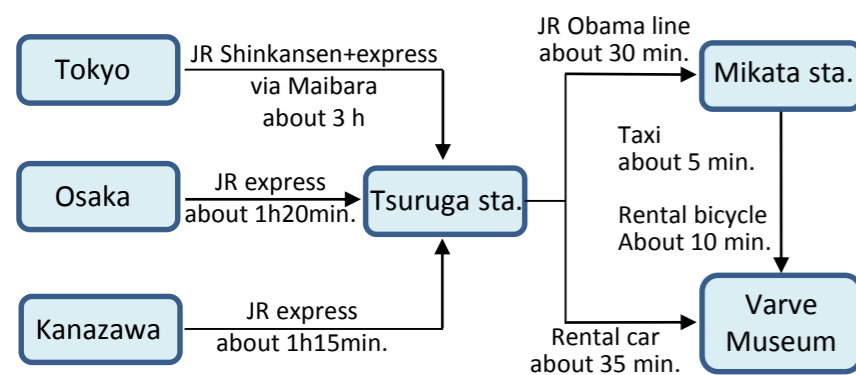 Tokyo
JR Shinkansen+express
via Maibara
about 3 h
Osaka
JR express
about 1h20min.
Kanazawa
JR express
about 1h15min.
Tsuruga sta.
JR Obama line
about 30 min.
Mikata sta.
Taxi
about 5 min.
Rental bicycle
About 10 min.
Rental car
about 35 min.
Varve
Museum